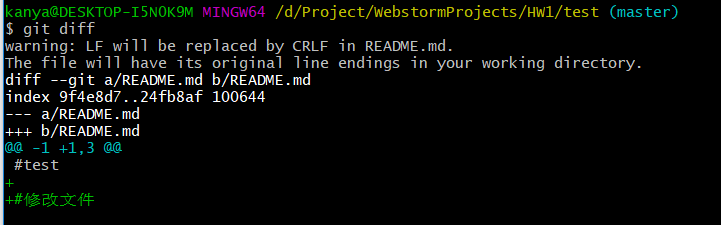 kanya@DESKTOP-I5N0K9M MINGW64 /d/Project/WebstormProjects/HW1/test (master)
$ git diff
warning: LF will be replaced by CRLF in README.md.
The file will have its original line endings in your working directory.
diff --git a/README.md b/README.md
index 9f4e8d7..24fb8af 100644
--- a/README.md
+++ b/README.md
@@ -1 +1,3 @@
 #test
+
+#修改文件